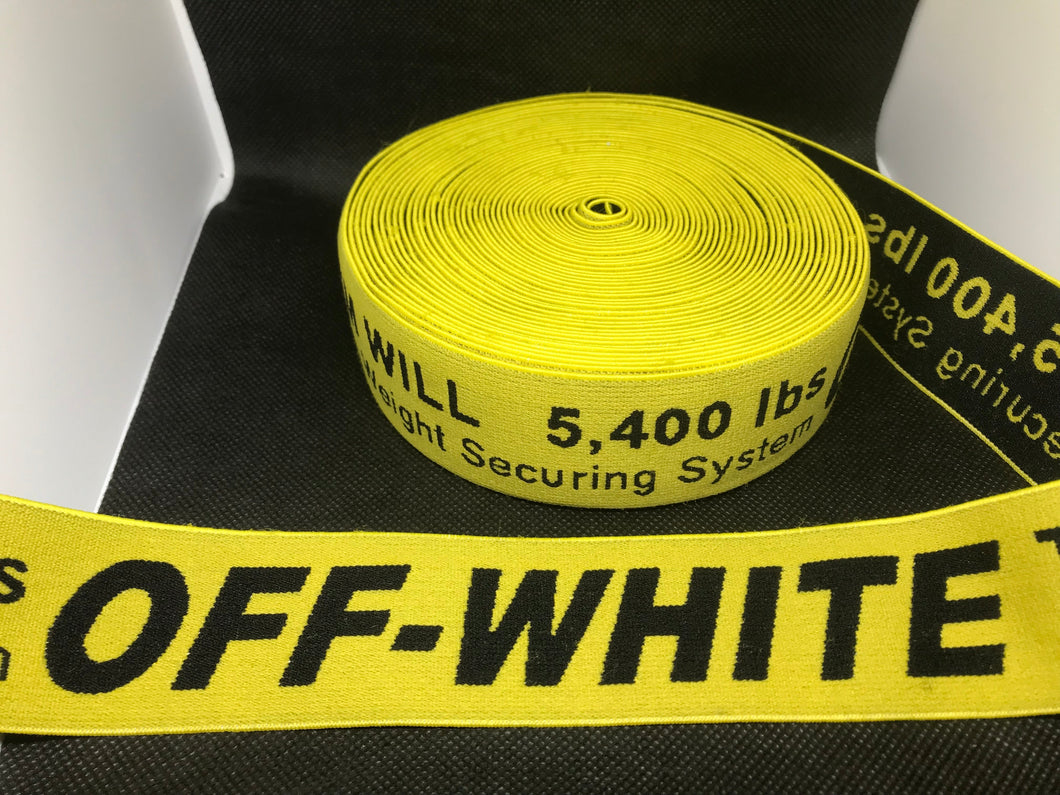 WILL 5,400 lbs
Weight Securing System
5,400 lbs
Securing System
OFF-WHITE